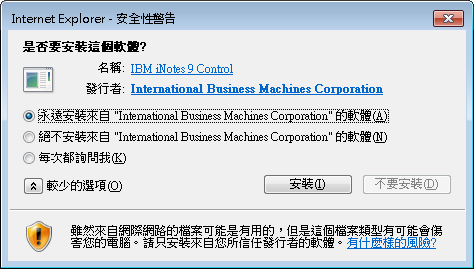 Internet Explorer - 安全性警告
是否要安裝這個軟體?
名稱: IBM iNotes 9 Control
發行者: International Business Machines Corporation
永遠安裝來自 "International Business Machines Corporation" 的軟體(A)
絕不安裝來自 "International Business Machines Corporation" 的軟體(N)
每次都詢問我(K)
較少的選項(O) 安裝(I) 不要安裝(D)
雖然來自網際網路的檔案可能是有用的，但是這個檔案類型有可能會傷
害您的電腦。請只安裝來自您所信任發行者的軟體。有什麼樣的風險?